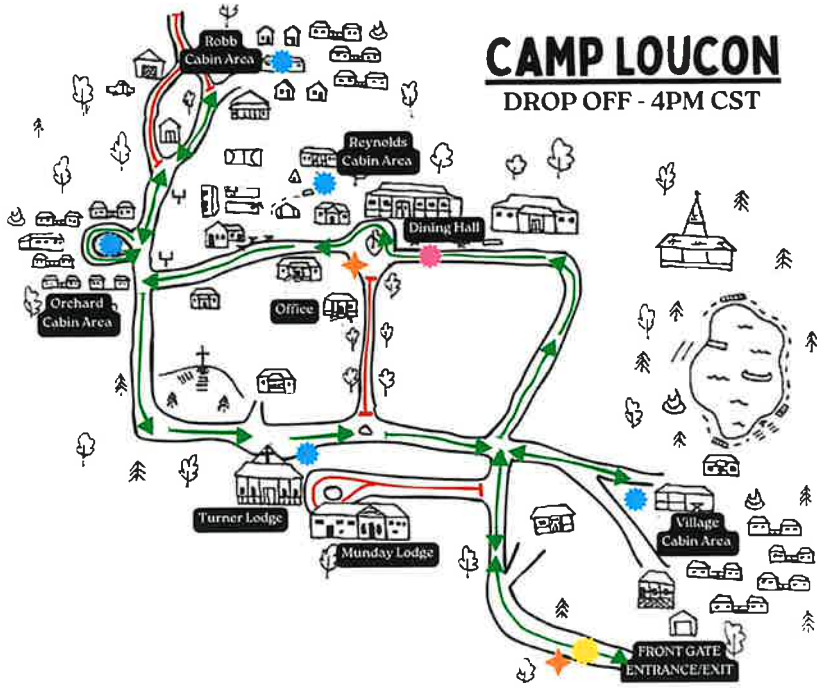 CAMP LOUCON
DROP OFF - 4PM CST
Robb
Cabin Area
Reynolds
Cabin Area
Dining Hall
Orchard
Cabin Area
Office
Turner Lodge
Munday Lodge
Village
Cabin Area
FRONT GATE
ENTRANCE/EXIT